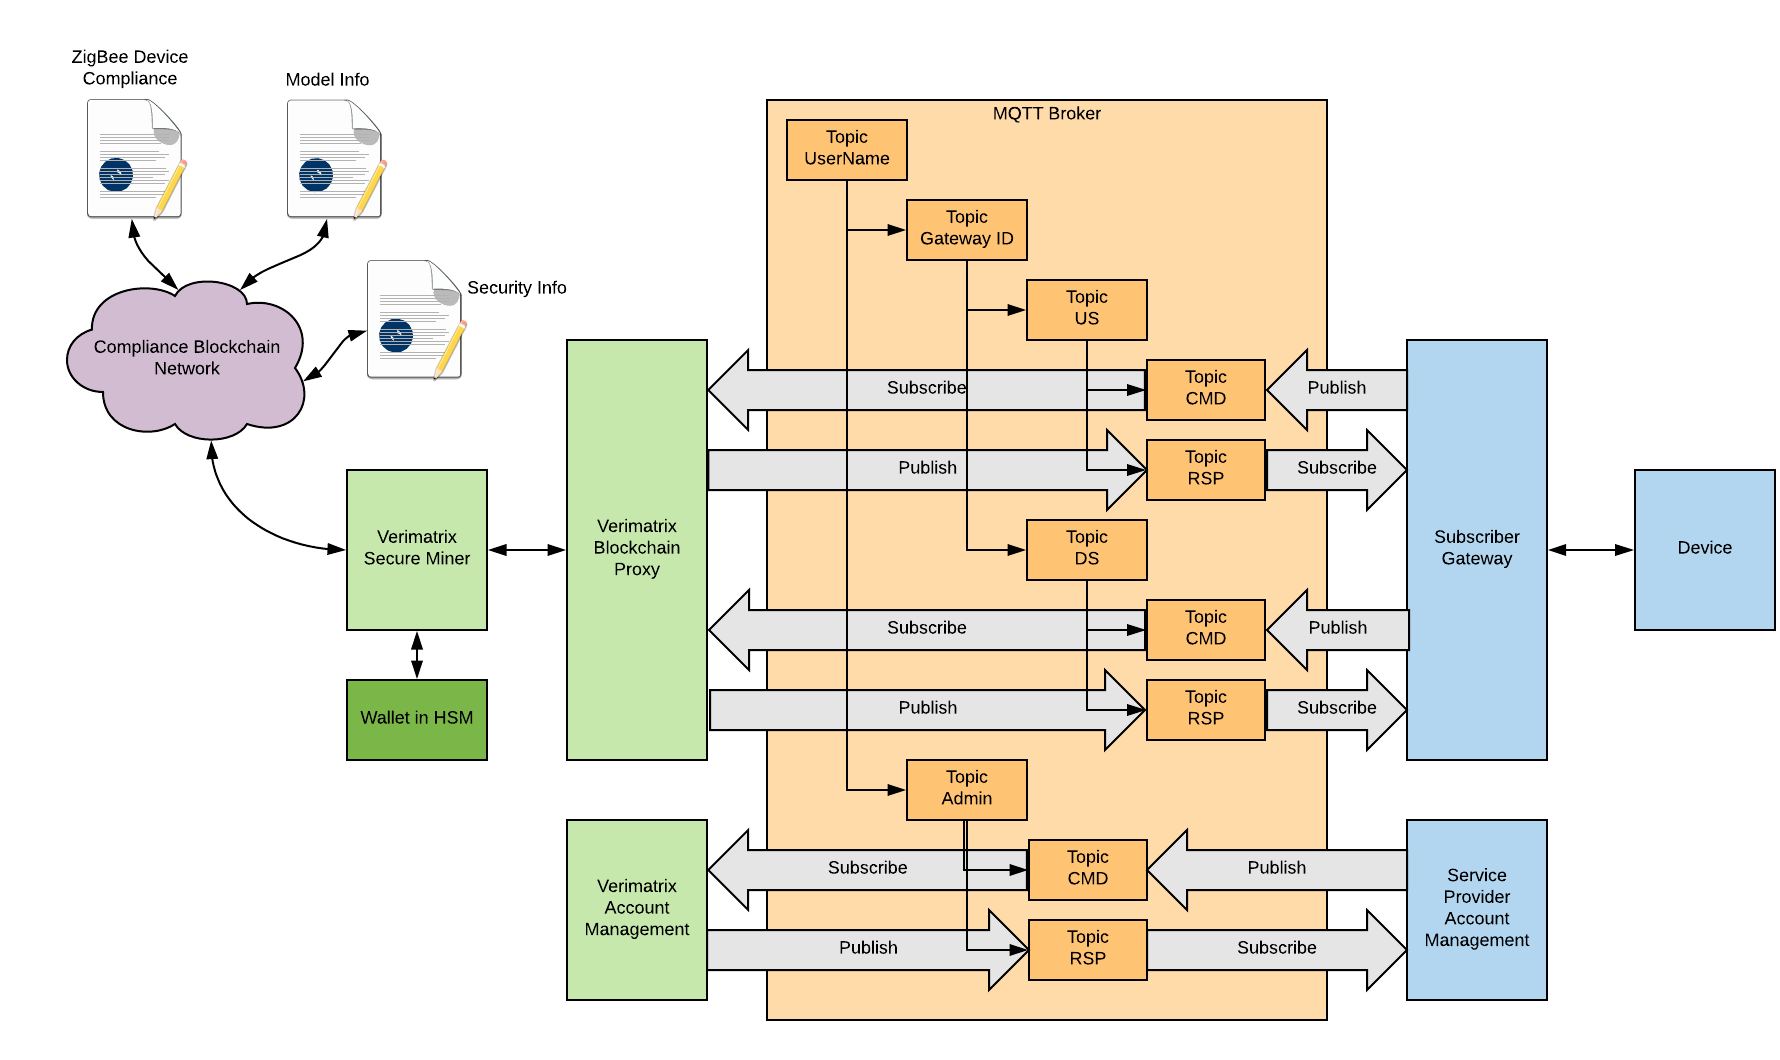 ZigBee Device
Compliance
Model Info
Security Info
Compliance Blockchain
Network
Verimatrix
Secure Miner
Wallet in HSM
Verimatrix
Blockchain
Proxy
Verimatrix
Account
Management
MQTT Broker
Topic
UserName
Topic
Gateway ID
Topic
US
Subscribe
Topic
CMD
Publish
Publish
Topic
RSP
Subscribe
Topic
DS
Subscribe
Topic
CMD
Publish
Publish
Topic
RSP
Subscribe
Topic
Admin
Subscribe
Topic
CMD
Publish
Publish
Topic
RSP
Subscribe
Subscriber
Gateway
Device
Service
Provider
Account
Management